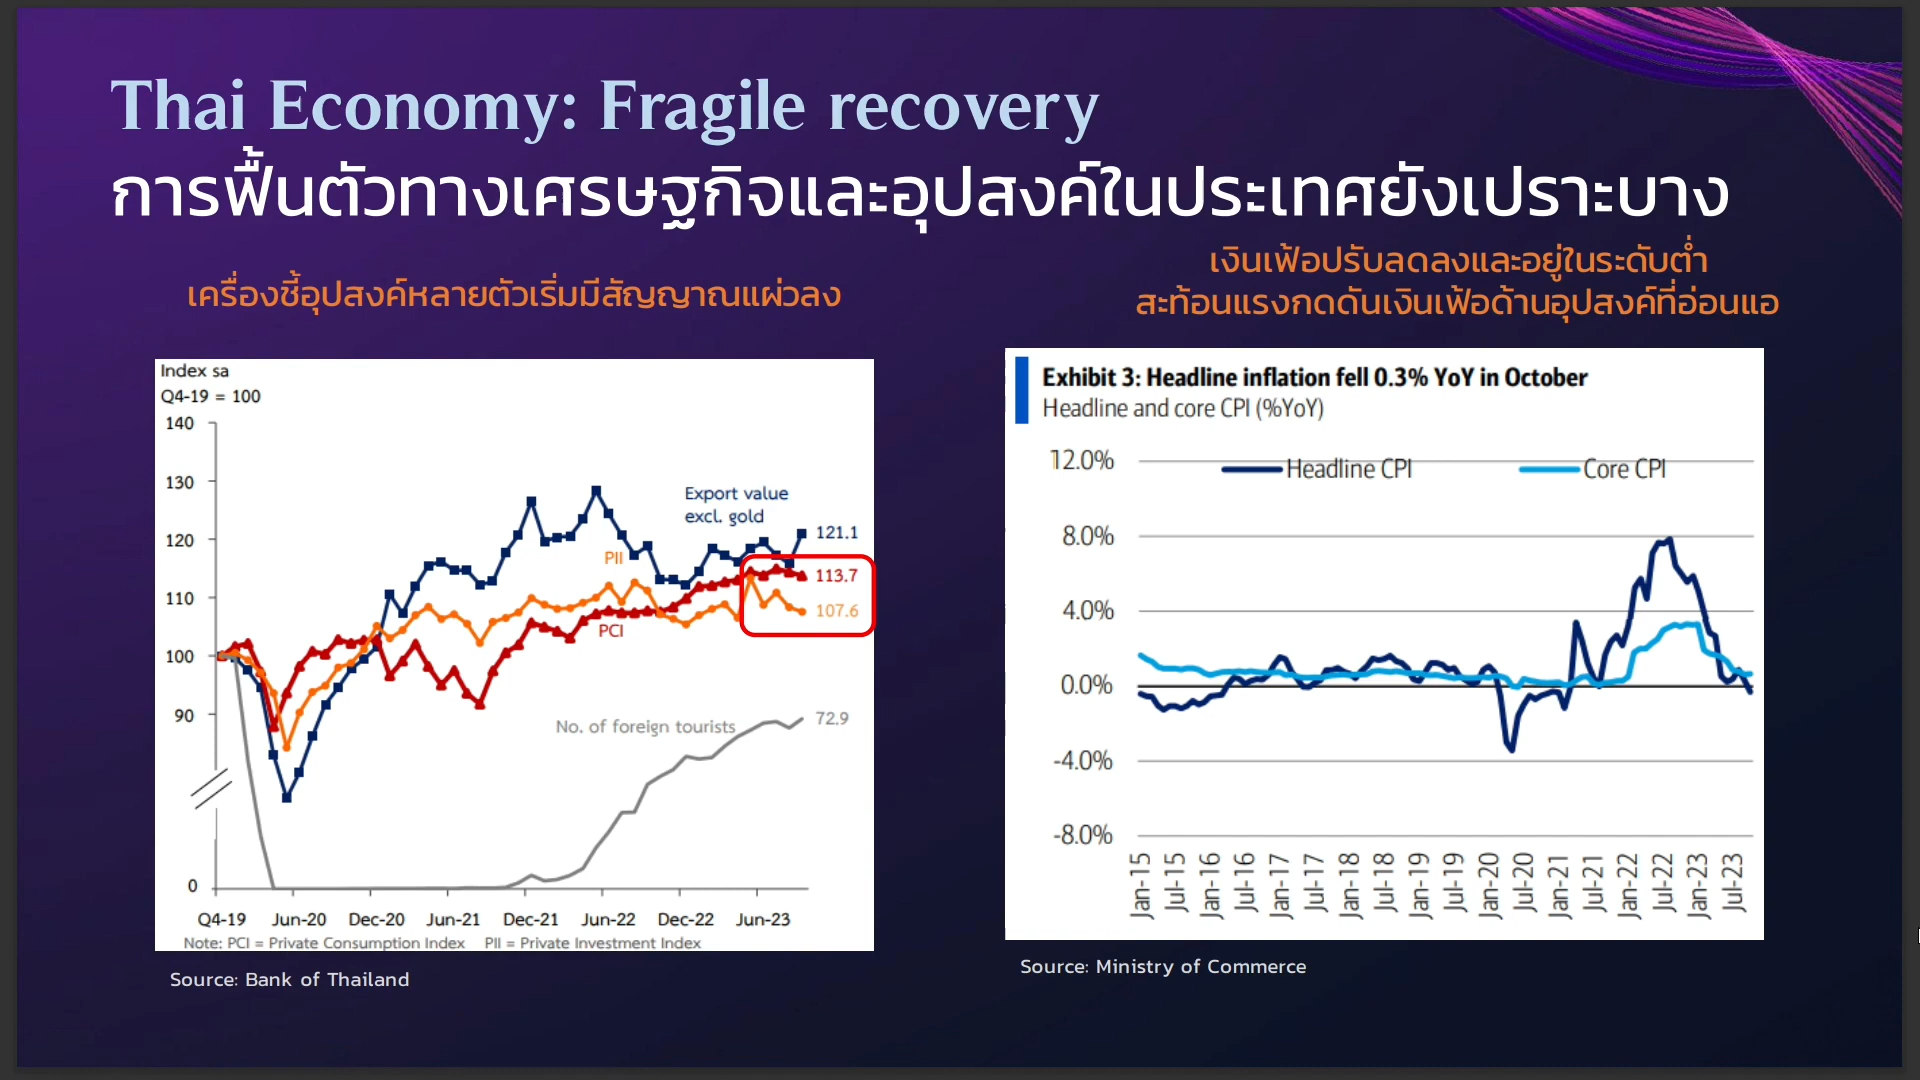 Thai Economy: Fragile recovery
การฟื้นตัวทางเศรษฐกิจและอุปสงค์ในประเทศยังเปราะบาง
เครื่องชี้อุปสงค์หลายตัวเริ่มมีสัญญาณแผ่วลง
Index sa
Q4-19 = 100
140
130
120
110
100
90
0
Export value
excl. gold
121.1
PII
113.7
107.6
PCI
No. of foreign tourists
72.9
Q4-19 Jun-20 Dec-20 Jun-21 Dec-21 Jun-22 Dec-22 Jun-23
Note: PCI = Private Consumption Index PII = Private Investment Index
Source: Bank of Thailand
เงินเฟ้อปรับลดลงและอยู่ในระดับต่ำ
สะท้อนแรงกดดันเงินเฟ้อด้านอุปสงค์ที่อ่อนแอ
Exhibit 3: Headline inflation fell 0.3% YoY in October
Headline and core CPI (%YoY)
12.0%
Headline CPI Core CPI
8.0%
4.0%
0.0%
-4.0%
-8.0%
Jan-15 Jul-15 Jan-16 Jul-16 Jan-17 Jul-17 Jan-18 Jul-18 Jan-19 Jul-19 Jan-20 Jul-20 Jan-21 Jul-21 Jan-22 Jul-22 Jan-23 Jul-23
Source: Ministry of Commerce